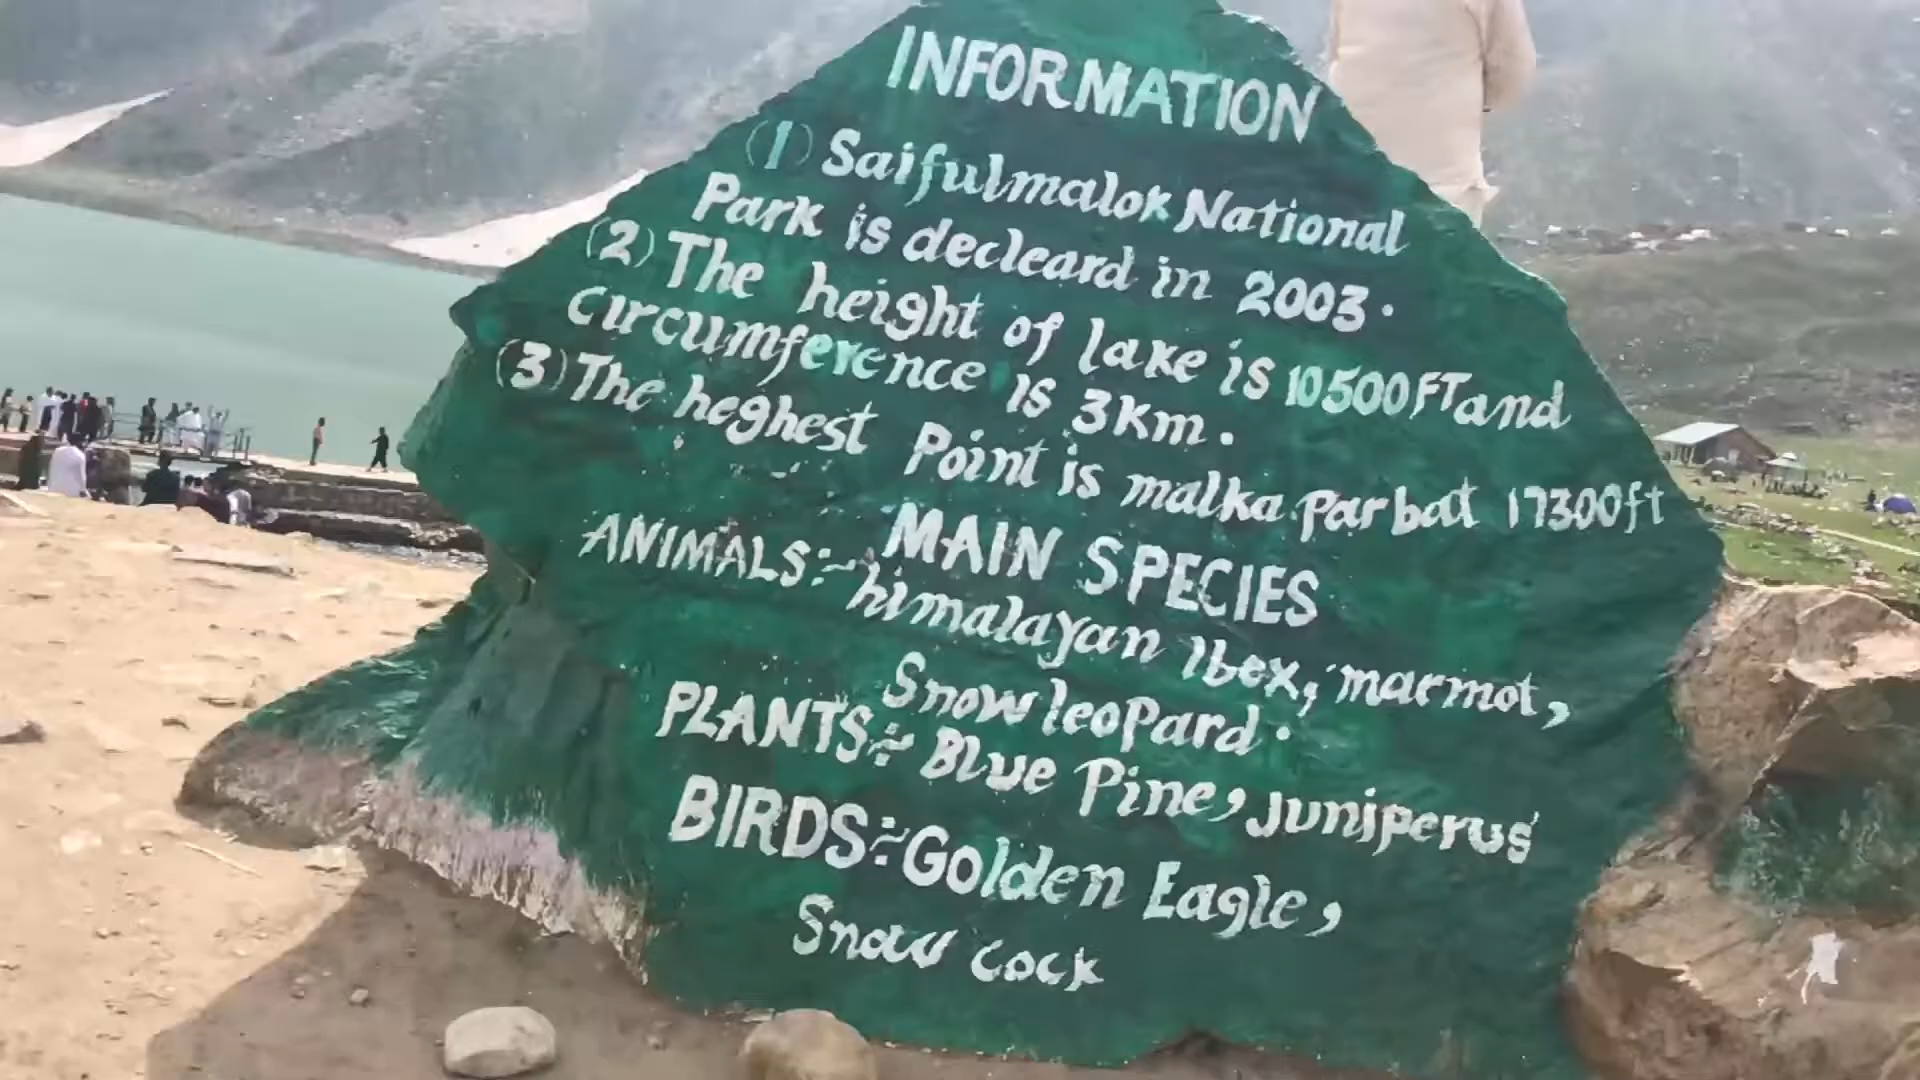 INFORMATION
(1) Saifulmalok National
Park is decleard in 2003.
(2) The height of lake is 10500FT and
circumference is 3Km.
(3) The heghest Point is malka Parbat 17300ft
MAIN SPECIES
ANIMALS:- himalayan Ibex, marmot,
Snow leopard.
PLANTS:- Blue Pine, juniperus
BIRDS:- Golden Eagle,
Snow cock